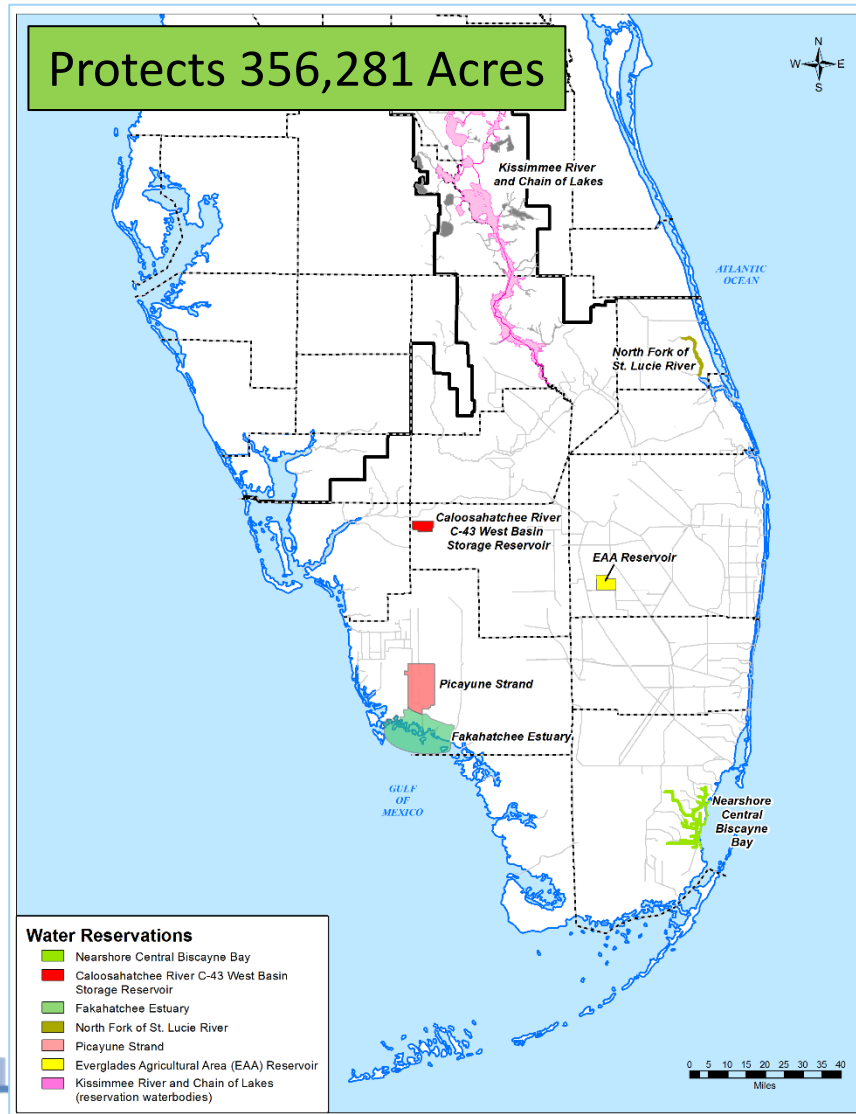 Protects 356,281 Acres
N
W E
S
Kissimmee River
and Chain of Lakes
ATLANTIC
OCEAN
North Fork of
St. Lucie River
Caloosahatchee River
C-43 West Basin
Storage Reservoir
EAA Reservoir
Picayune Strand
Fakahatchee Estuary
GULF
OF
MEXICO
Nearshore
Central
Biscayne
Bay
Water Reservations
Nearshore Central Biscayne Bay
Caloosahatchee River C-43 West Basin
Storage Reservoir
Fakahatchee Estuary
North Fork of St. Lucie River
Picayune Strand
Everglades Agricultural Area (EAA) Reservoir
Kissimmee River and Chain of Lakes
(reservation waterbodies)
0 5 10 15 20 25 30 35 40
Miles